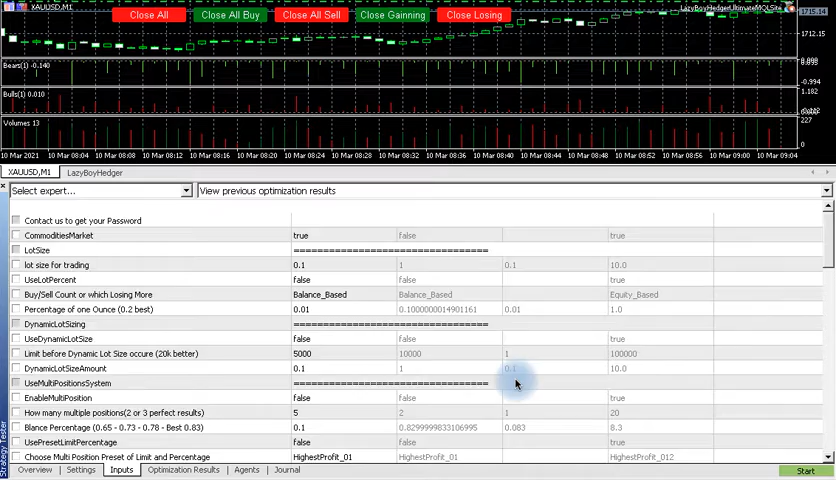 XAUUSD,M1
Close All Close All Buy Close All Sell Close Gainning Close Losing
LazyBoyHedgerUltimateMQLSite
1715.14
1712.15
Bears(1) -0.140
-0.994
Bulls(1) 0.010
1.182
Volumes 13
227
0
10 Mar 2021 10 Mar 08:04 10 Mar 08:08 10 Mar 08:12 10 Mar 08:16 10 Mar 08:20 10 Mar 08:24 10 Mar 08:28 10 Mar 08:32 10 Mar 08:36 10 Mar 08:40 10 Mar 08:44 10 Mar 08:48 10 Mar 08:52 10 Mar 08:56 10 Mar 09:00 10 Mar 09:04
XAUUSD,M1 LazyBoyHedger
Select expert... View previous optimization results
Contact us to get your Password
CommoditiesMarket true false true
LotSize ================================
lot size for trading 0.1 1 0.1 10.0
UseLotPercent false false true
Buy/Sell Count or which Losing More Balance_Based Balance_Based Equity_Based
Percentage of one Ounce (0.2 best) 0.01 0.1000000014901161 0.01 1.0
DynamicLotSizing ================================
UseDynamicLotSize false false true
Limit before Dynamic Lot Size occure (20k better) 5000 10000 1 100000
DynamicLotSizeAmount 0.1 1 0.1 10.0
UseMultiPositionsSystem ================================
EnableMultiPosition false false true
How many multiple positions(2 or 3 perfect results) 5 2 1 20
Blance Percentage (0.65 - 0.73 - 0.78 - Best 0.83) 0.1 0.8299999833106995 0.083 8.3
UsePresetLimitPercentage false false true
Choose Multi Position Preset of Limit and Percentage HighestProfit_01 HighestProfit_01 HighestProfit_012
Strategy Tester
Overview Settings Inputs Optimization Results Agents Journal Start